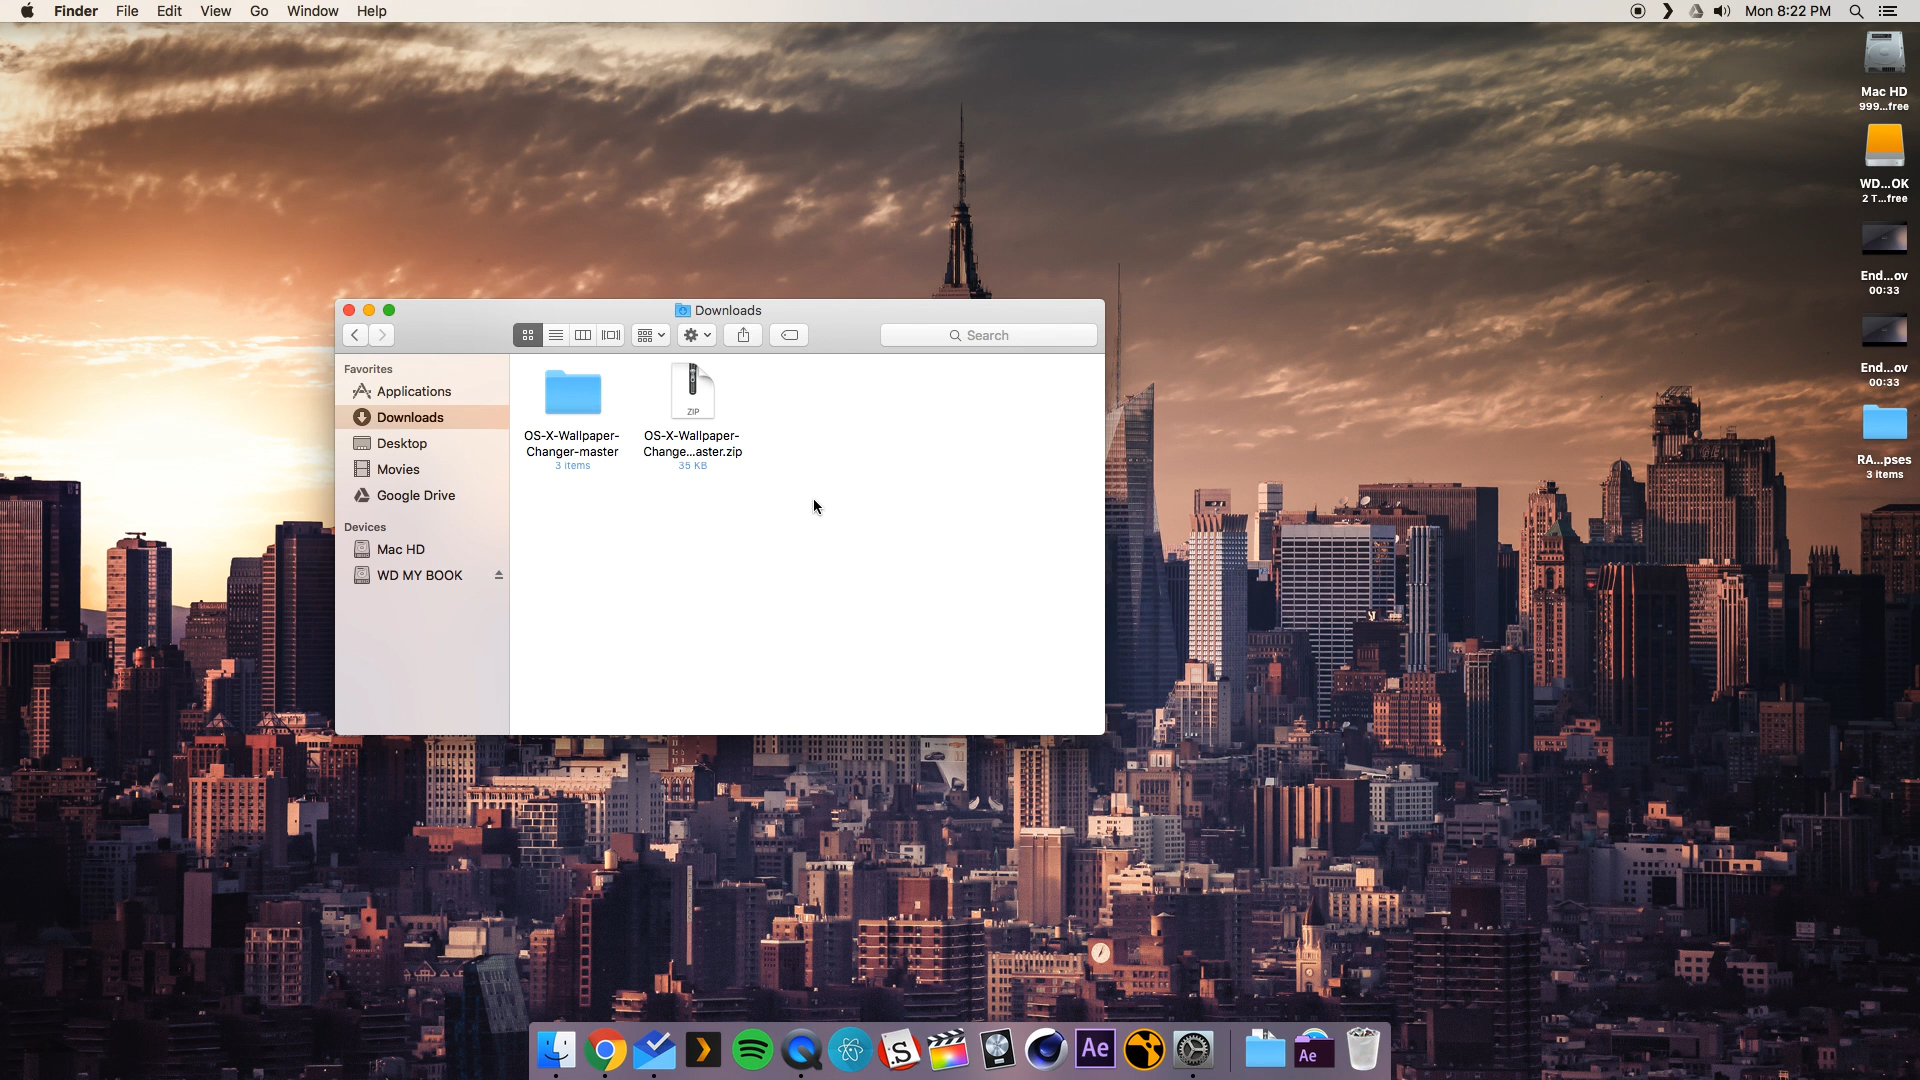 Finder File Edit View Go Window Help
Mon 8:22 PM
Mac HD
999...free
WD...OK
2 T...free
End...ov
00:33
End...ov
00:33
RA...pses
3 items
Downloads
Search
Favorites
Applications
Downloads
Desktop
Movies
Google Drive
Devices
Mac HD
WD MY BOOK
OS-X-Wallpaper-
Changer-master
3 items
ZIP
OS-X-Wallpaper-
Change...aster.zip
35 KB
S
Ae
Ae